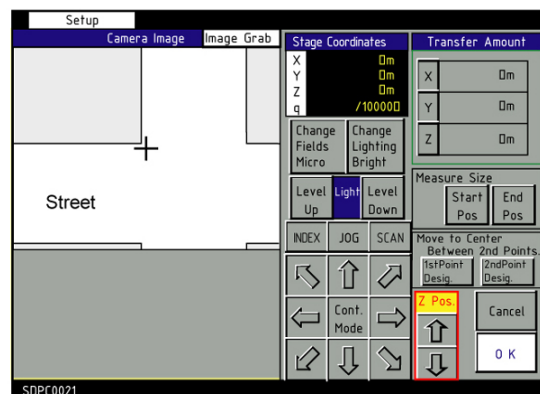 Setup
Camera Image
Image Grab
Stage Coordinates
Transfer Amount
X 0m
Y 0m
Z 0m
q /100000
X 0m
Y 0m
Z 0m
Change
Fields
Micro
Change
Lighting
Bright
Level
Up
Light
Level
Down
Measure Size
Start
Pos
End
Pos
Street
INDEX
JOG
SCAN
Move to Center
Between 2nd Points.
1stPoint
Desig.
2ndPoint
Desig.
Cont.
Mode
Z Pos.
Cancel
O K
SDPC0021